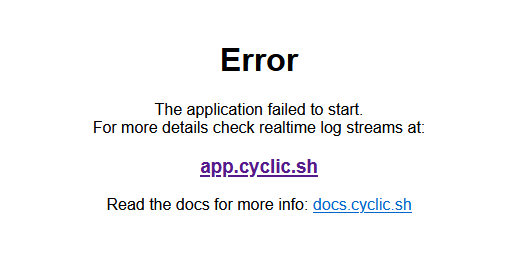 Error
The application failed to start.
For more details check realtime log streams at:
app.cyclic.sh
Read the docs for more info: docs.cyclic.sh